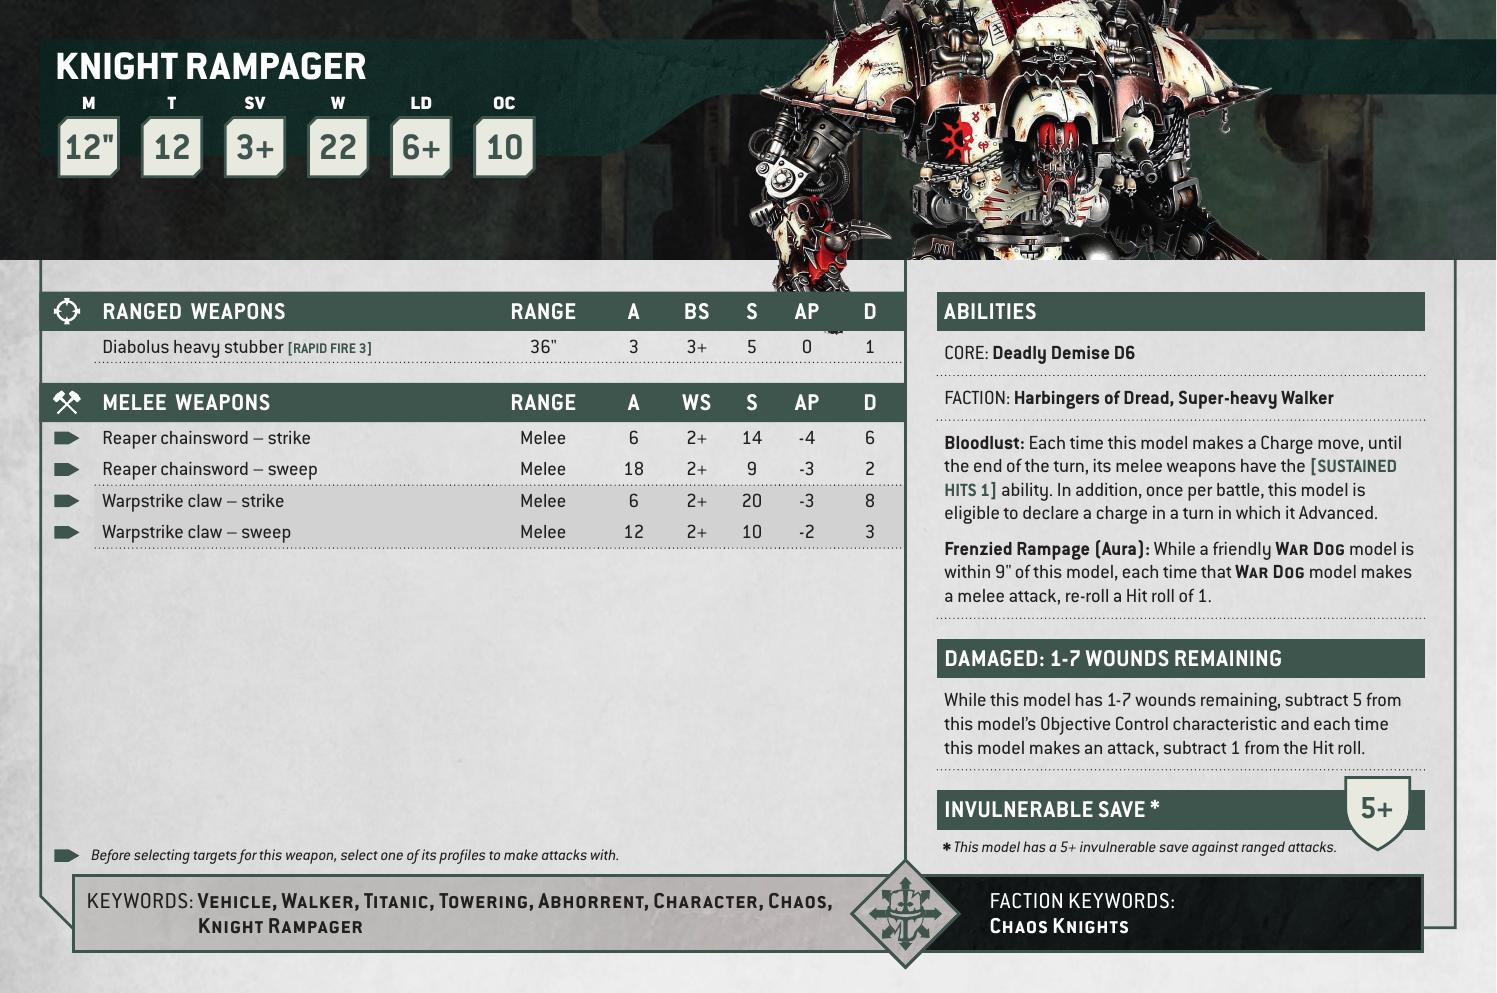 KNIGHT RAMPAGER
M T SV W LD OC
12" 12 3+ 22 6+ 10
RANGED WEAPONS RANGE A BS S AP D
Diabolus heavy stubber [RAPID FIRE 3] 36" 3 3+ 5 0 1
MELEE WEAPONS RANGE A WS S AP D
Reaper chainsword – strike Melee 6 2+ 14 -4 6
Reaper chainsword – sweep Melee 18 2+ 9 -3 2
Warpstrike claw – strike Melee 6 2+ 20 -3 8
Warpstrike claw – sweep Melee 12 2+ 10 -2 3
Before selecting targets for this weapon, select one of its profiles to make attacks with.
ABILITIES
CORE: Deadly Demise D6
FACTION: Harbingers of Dread, Super-heavy Walker
Bloodlust: Each time this model makes a Charge move, until
the end of the turn, its melee weapons have the [SUSTAINED
HITS 1] ability. In addition, once per battle, this model is
eligible to declare a charge in a turn in which it Advanced.
Frenzied Rampage (Aura): While a friendly WAR DOG model is
within 9" of this model, each time that WAR DOG model makes
a melee attack, re-roll a Hit roll of 1.
DAMAGED: 1-7 WOUNDS REMAINING
While this model has 1-7 wounds remaining, subtract 5 from
this model’s Objective Control characteristic and each time
this model makes an attack, subtract 1 from the Hit roll.
INVULNERABLE SAVE * 5+
* This model has a 5+ invulnerable save against ranged attacks.
KEYWORDS: VEHICLE, WALKER, TITANIC, TOWERING, ABHORRENT, CHARACTER, CHAOS,
KNIGHT RAMPAGER
FACTION KEYWORDS:
CHAOS KNIGHTS